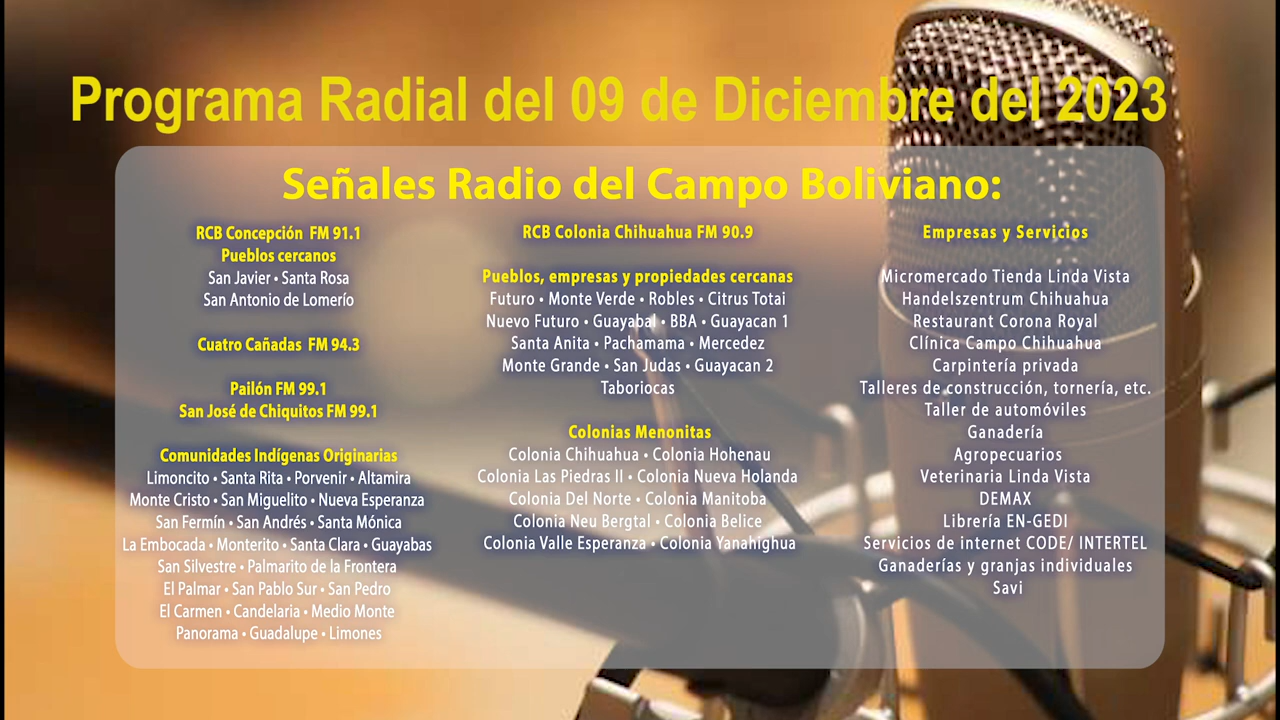 Programa Radial del 09 de Diciembre del 2023
Señales Radio del Campo Boliviano:
RCB Concepción FM 91.1
Pueblos cercanos
San Javier • Santa Rosa
San Antonio de Lomerío
Cuatro Cañadas FM 94.3
Pailón FM 99.1
San José de Chiquitos FM 99.1
Comunidades Indígenas Originarias
Limoncito • Santa Rita • Porvenir • Altamira
Monte Cristo • San Miguelito • Nueva Esperanza
San Fermín • San Andrés • Santa Mónica
La Embocada • Monterito • Santa Clara • Guayabas
San Silvestre • Palmarito de la Frontera
El Palmar • San Pablo Sur • San Pedro
El Carmen • Candelaria • Medio Monte
Panorama • Guadalupe • Limones
RCB Colonia Chihuahua FM 90.9
Pueblos, empresas y propiedades cercanas
Futuro • Monte Verde • Robles • Citrus Totai
Nuevo Futuro • Guayabal • BBA • Guayacan 1
Santa Anita • Pachamama • Mercedez
Monte Grande • San Judas • Guayacan 2
Taboriocas
Colonias Menonitas
Colonia Chihuahua • Colonia Hohenau
Colonia Las Piedras II • Colonia Nueva Holanda
Colonia Del Norte • Colonia Manitoba
Colonia Neu Bergtal • Colonia Belice
Colonia Valle Esperanza • Colonia Yanahíghua
Empresas y Servicios
Micromercado Tienda Linda Vista
Handelszentrum Chihuahua
Restaurant Corona Royal
Clínica Campo Chihuahua
Carpintería privada
Talleres de construcción, tornería, etc.
Taller de automóviles
Ganadería
Agropecuarios
Veterinaria Linda Vista
DEMAX
Librería EN-GEDI
Servicios de internet CODE/ INTERTEL
Ganaderías y granjas individuales
Savi